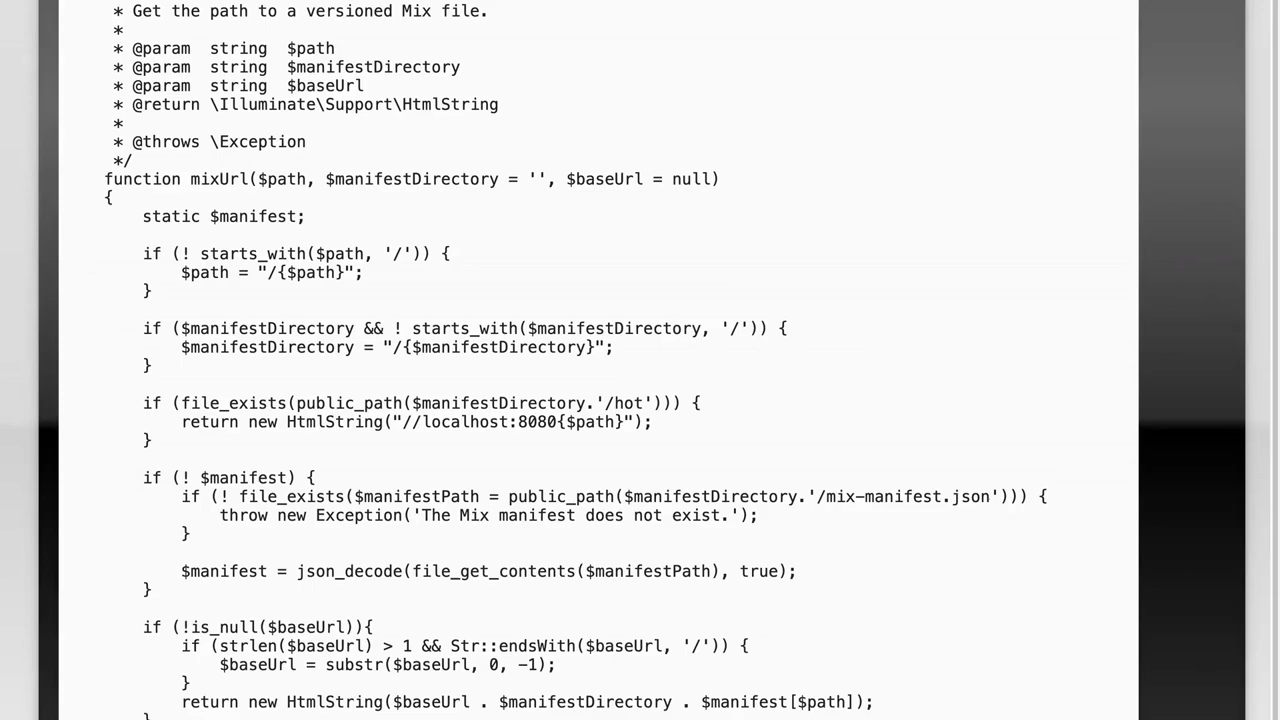 * Get the path to a versioned Mix file.
*
* @param  string  $path
* @param  string  $manifestDirectory
* @param  string  $baseUrl
* @return \Illuminate\Support\HtmlString
*
* @throws \Exception
*/
function mixUrl($path, $manifestDirectory = '', $baseUrl = null)
{
    static $manifest;

    if (! starts_with($path, '/')) {
        $path = "/{$path}";
    }

    if ($manifestDirectory && ! starts_with($manifestDirectory, '/')) {
        $manifestDirectory = "/{$manifestDirectory}";
    }

    if (file_exists(public_path($manifestDirectory.'/hot'))) {
        return new HtmlString("//localhost:8080{$path}");
    }

    if (! $manifest) {
        if (! file_exists($manifestPath = public_path($manifestDirectory.'/mix-manifest.json'))) {
            throw new Exception('The Mix manifest does not exist.');
        }

        $manifest = json_decode(file_get_contents($manifestPath), true);
    }

    if (!is_null($baseUrl)){
        if (strlen($baseUrl) > 1 && Str::endsWith($baseUrl, '/')) {
            $baseUrl = substr($baseUrl, 0, -1);
        }
        return new HtmlString($baseUrl . $manifestDirectory . $manifest[$path]);
    }